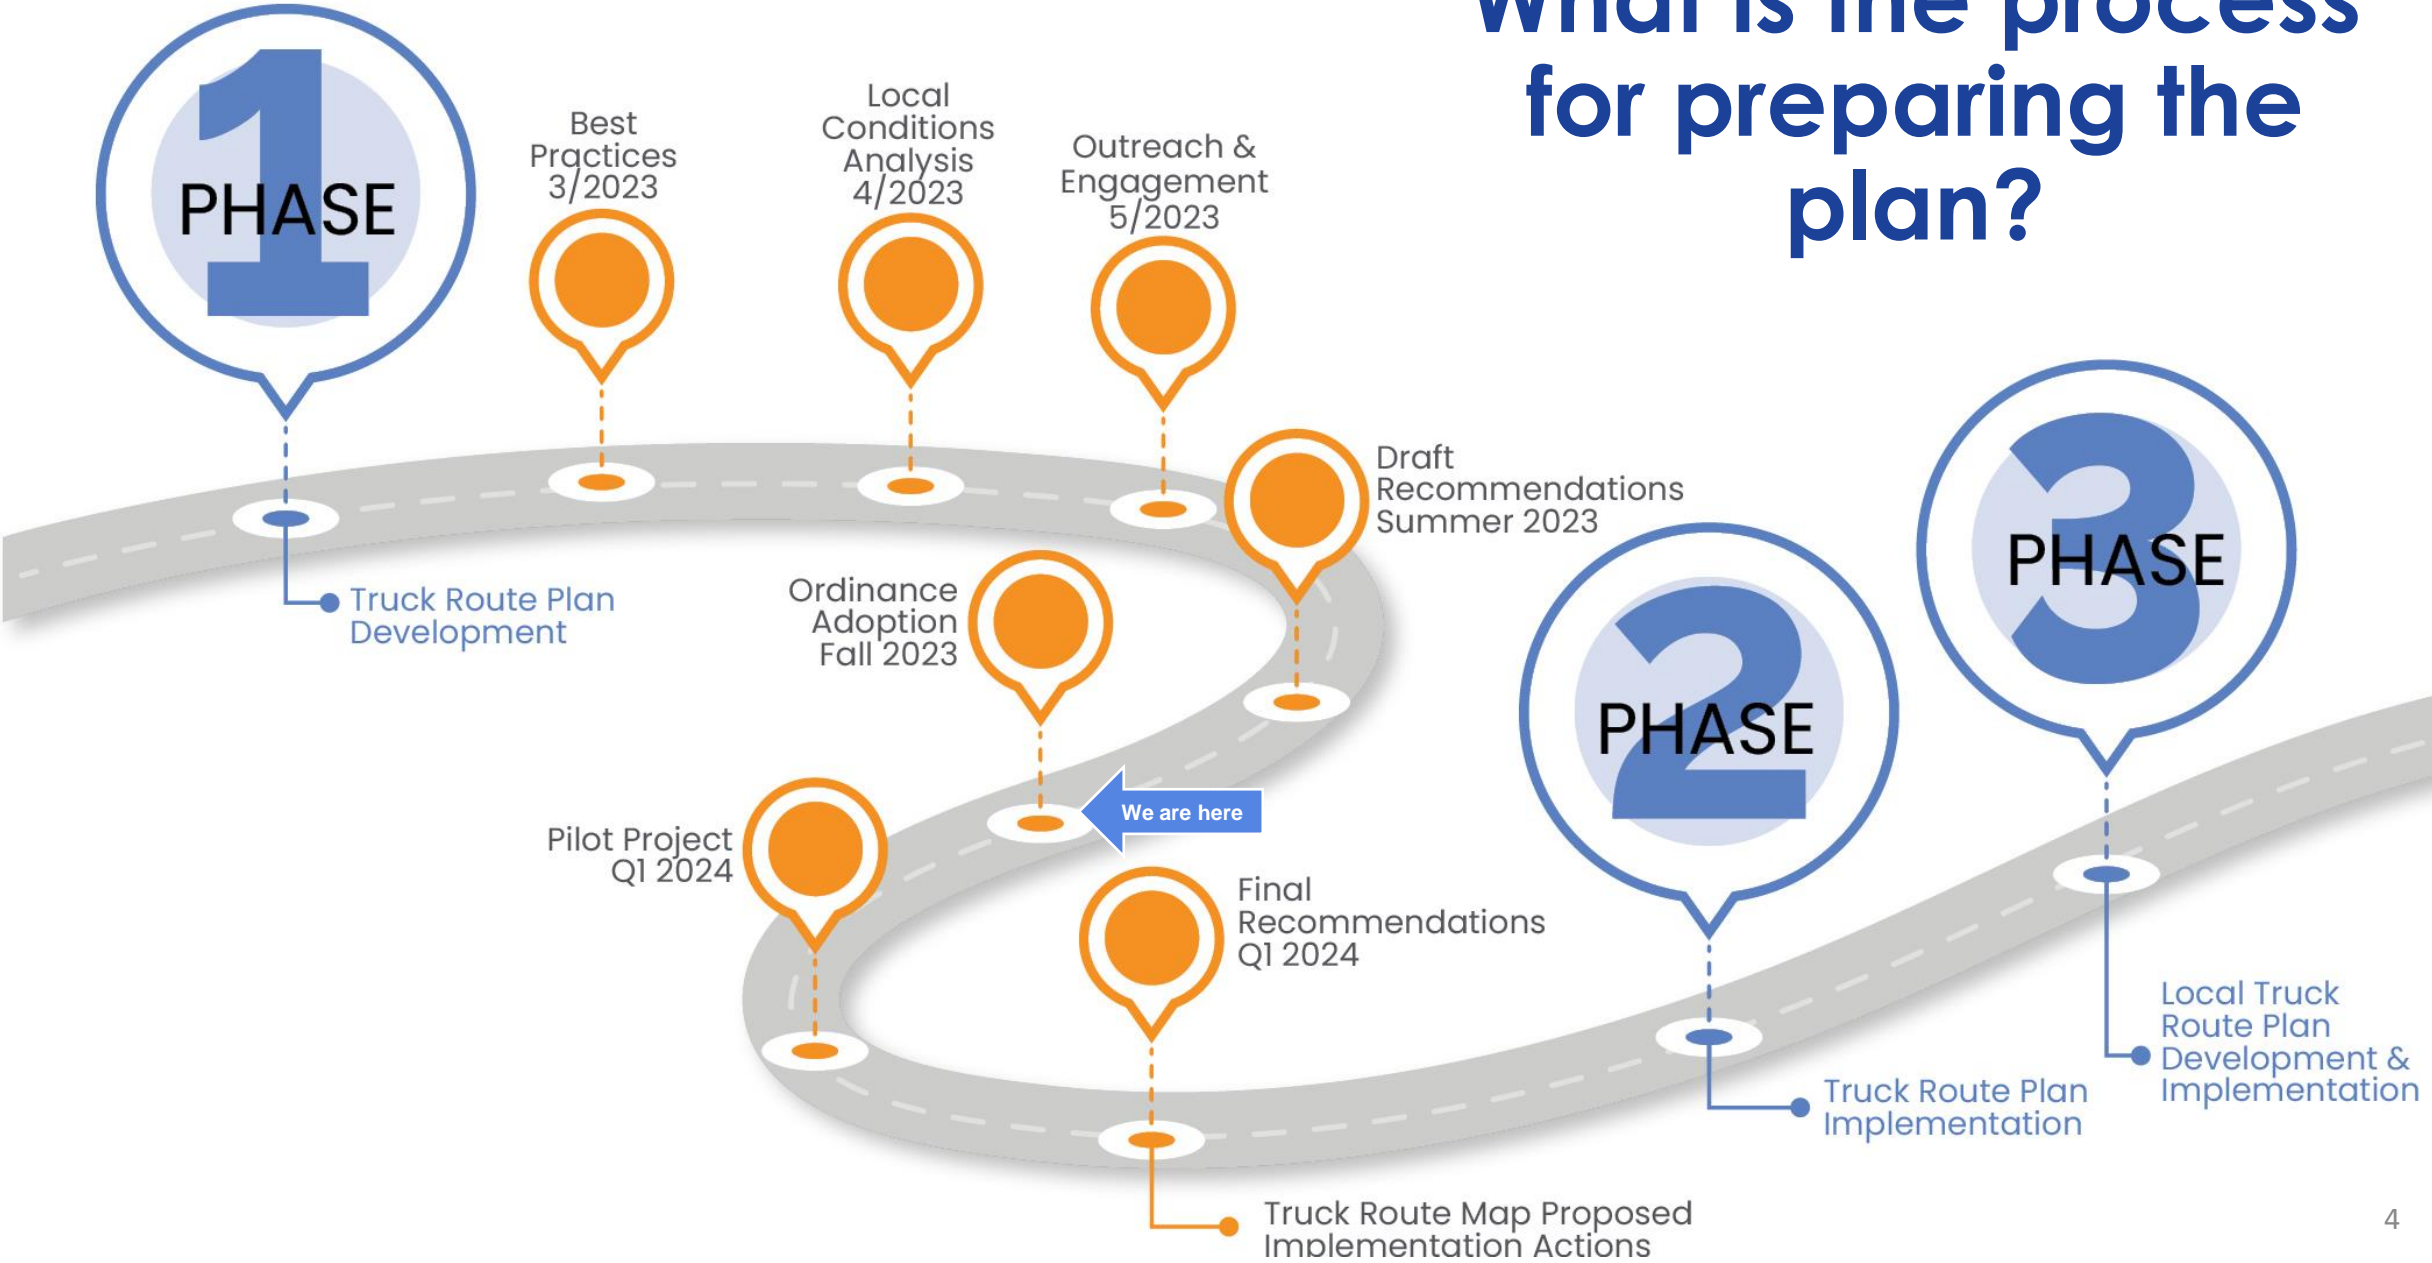 What is the process
for preparing the
plan?
1
PHASE
Best
Practices
3/2023
Local
Conditions
Analysis
4/2023
Outreach &
Engagement
5/2023
Draft
Recommendations
Summer 2023
Truck Route Plan
Development
Ordinance
Adoption
Fall 2023
We are here
Pilot Project
Q1 2024
Final
Recommendations
Q1 2024
Truck Route Map Proposed
Implementation Actions
2
PHASE
Truck Route Plan
Implementation
3
PHASE
Local Truck
Route Plan
Development &
Implementation
4